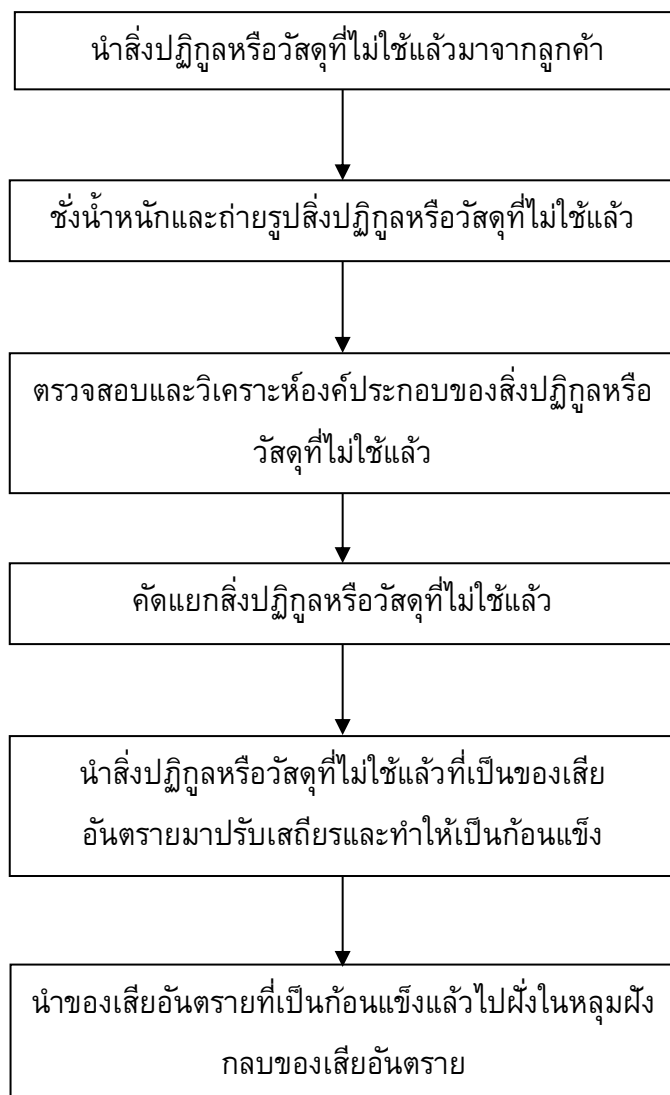 นำสิ่งปฏิกูลหรือวัสดุที่ไม่ใช้แล้วมาจากลูกค้า
ชั่งน้ำหนักและถ่ายรูปสิ่งปฏิกูลหรือวัสดุที่ไม่ใช้แล้ว
ตรวจสอบและวิเคราะห์องค์ประกอบของสิ่งปฏิกูลหรือ
วัสดุที่ไม่ใช้แล้ว
คัดแยกสิ่งปฏิกูลหรือวัสดุที่ไม่ใช้แล้ว
นำสิ่งปฏิกูลหรือวัสดุที่ไม่ใช้แล้วที่เป็นของเสีย
อันตรายมาปรับเสถียรและทำให้เป็นก้อนแข็ง
นำของเสียอันตรายที่เป็นก้อนแข็งแล้วไปฝั่งในหลุมฝัง
กลบของเสียอันตราย